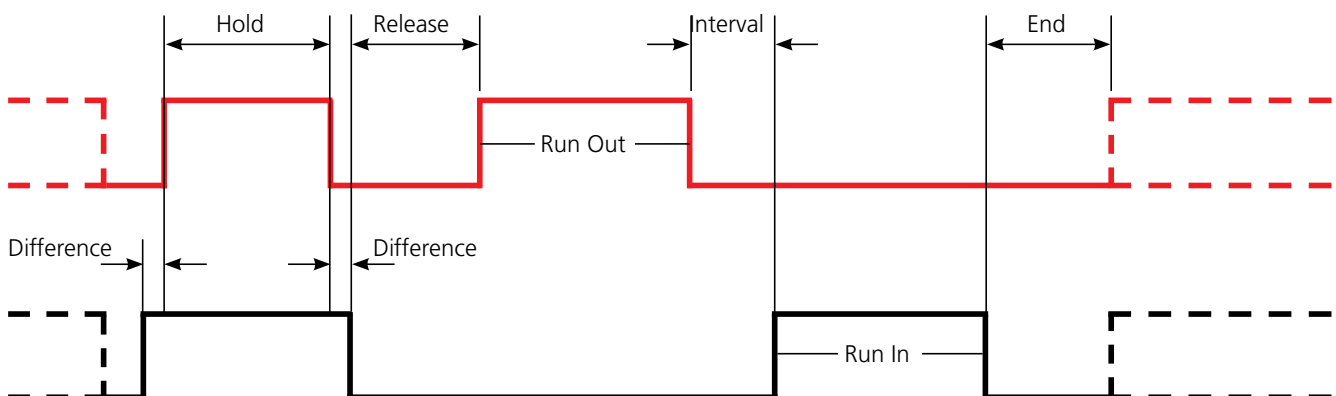 Hold
Release
Interval
End
Run Out
Difference
Difference
Run In